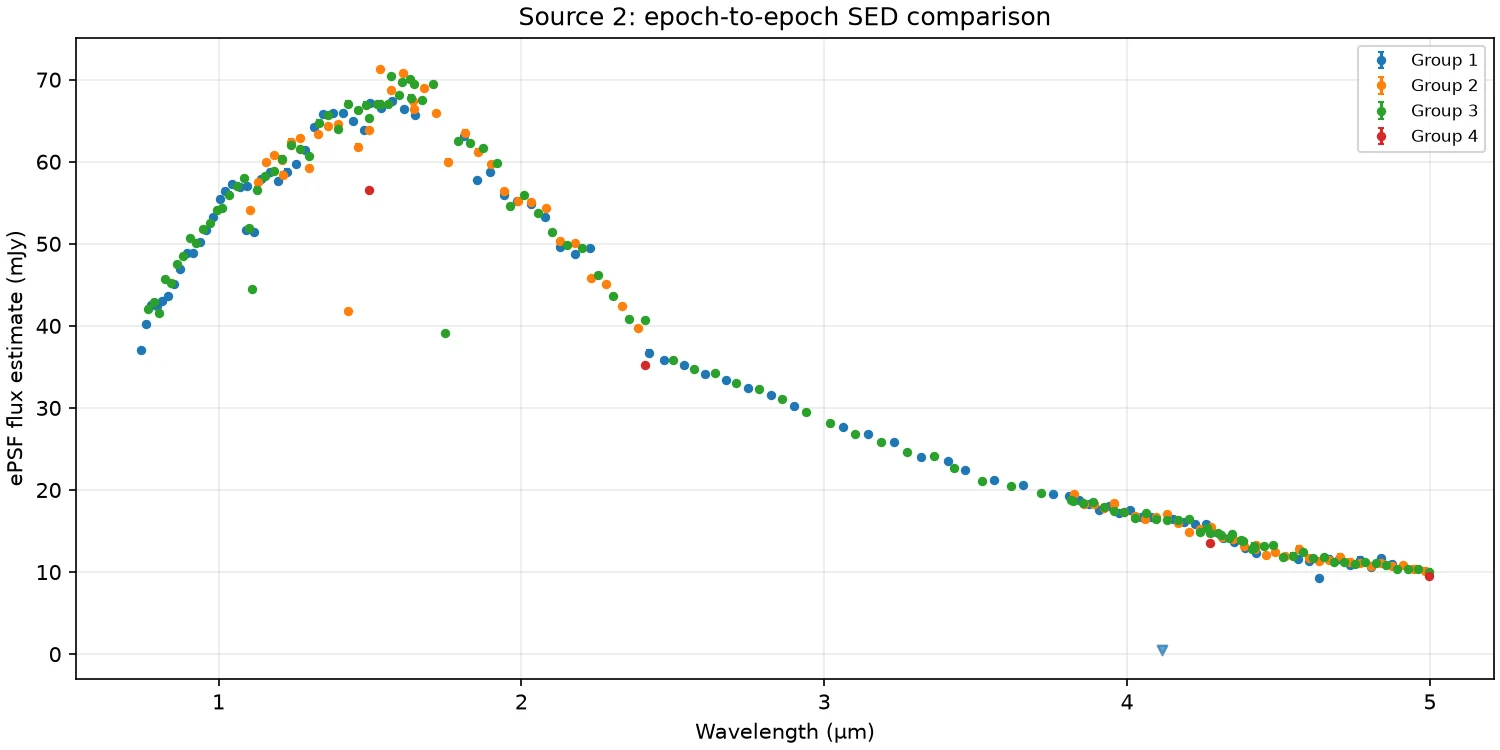 Source 2: epoch-to-epoch SED comparison
ePSF flux estimate (mJy)
70
60
50
40
30
20
10
0
1
2
3
4
5
Wavelength (μm)
Group 1
Group 2
Group 3
Group 4